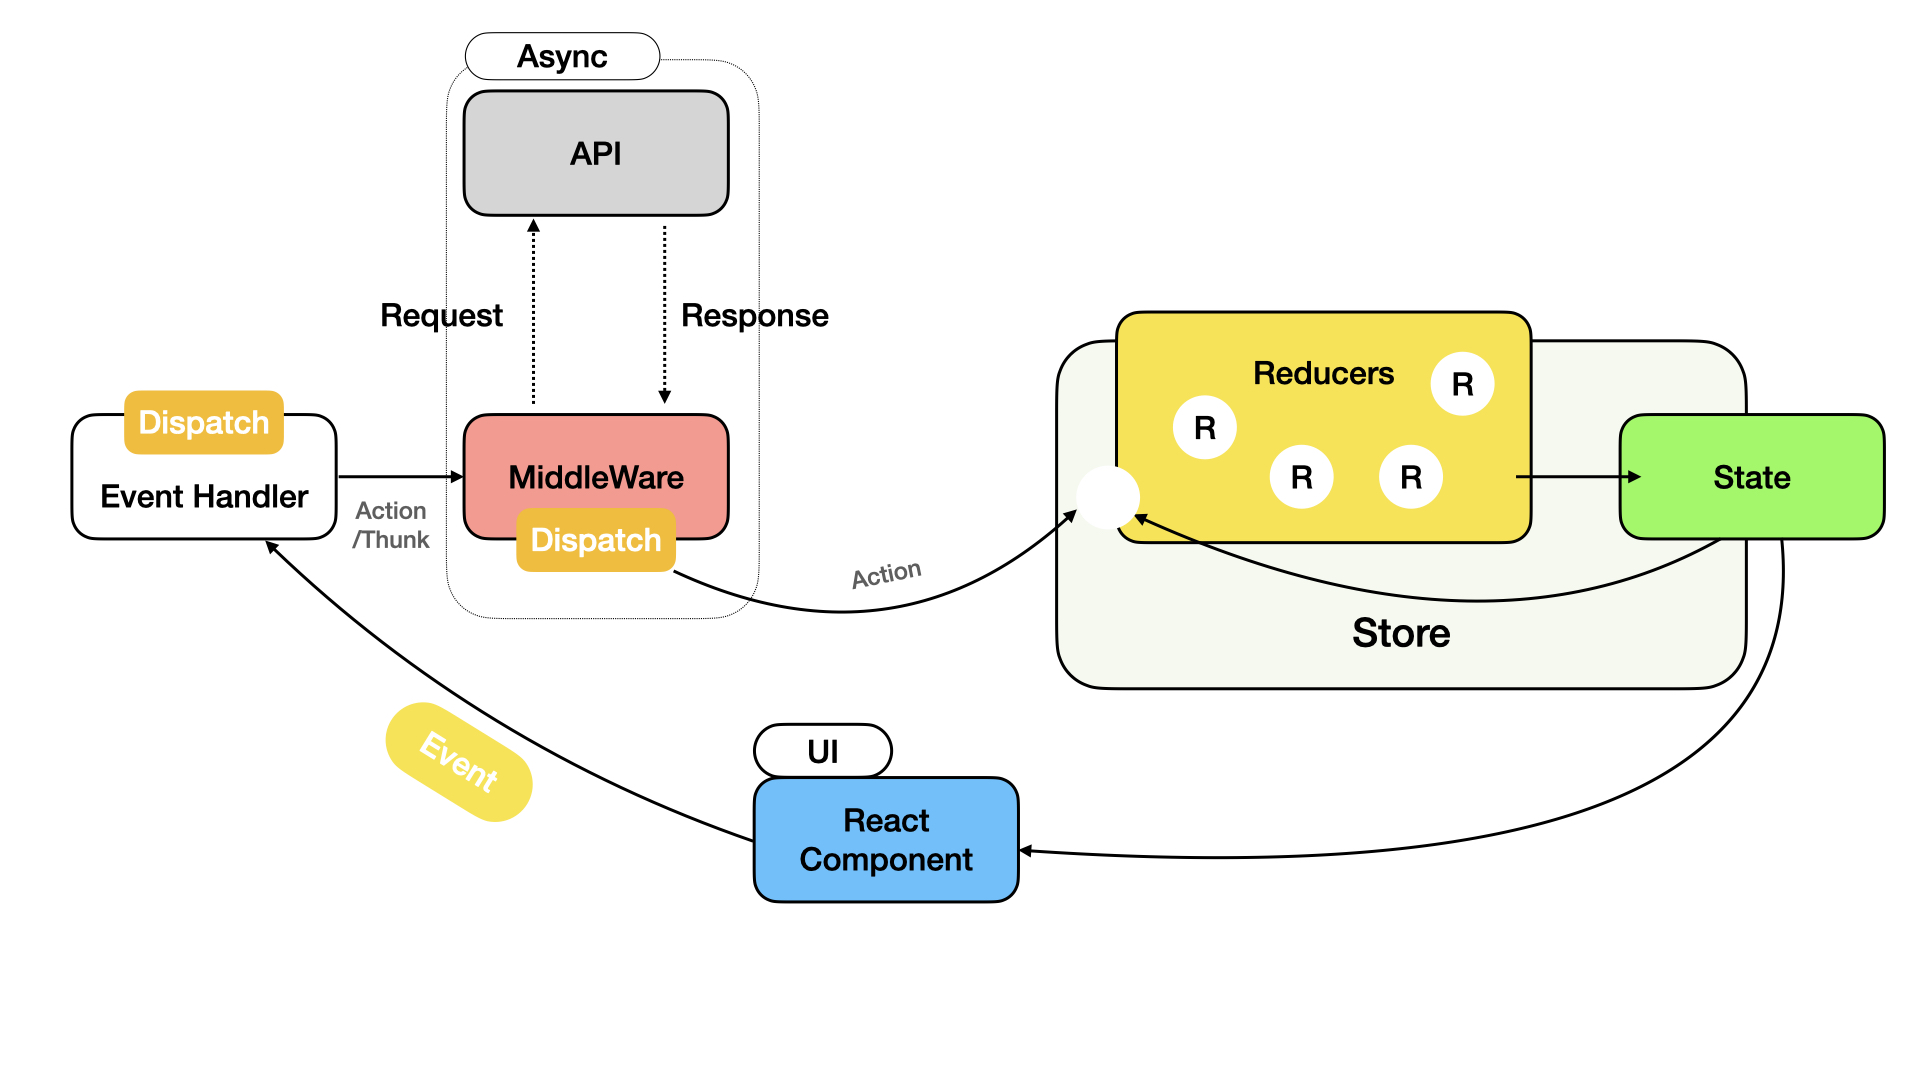 Async
API
Request
Response
Dispatch
Event Handler
Action
/Thunk
MiddleWare
Dispatch
Action
Reducers
R
R
R
R
State
Store
Event
UI
React
Component